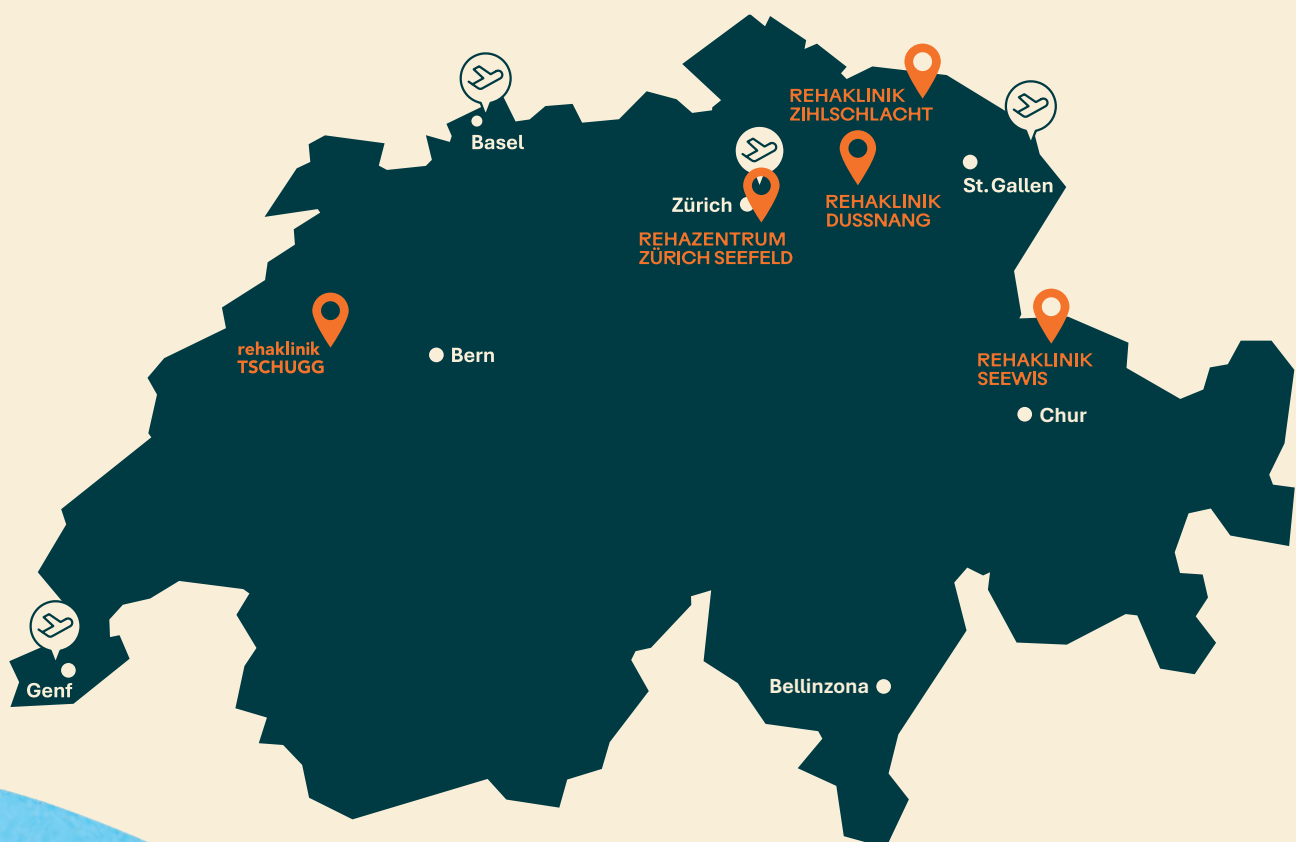 REHAKLINIK
ZIHLSCHLACHT
Basel
St. Gallen
Zürich
REHAKLINIK
DUSSNANG
REHAZENTRUM
ZÜRICH SEEFELD
rehaklinik
TSCHUGG
Bern
REHAKLINIK
SEEWIS
Chur
Genf
Bellinzona